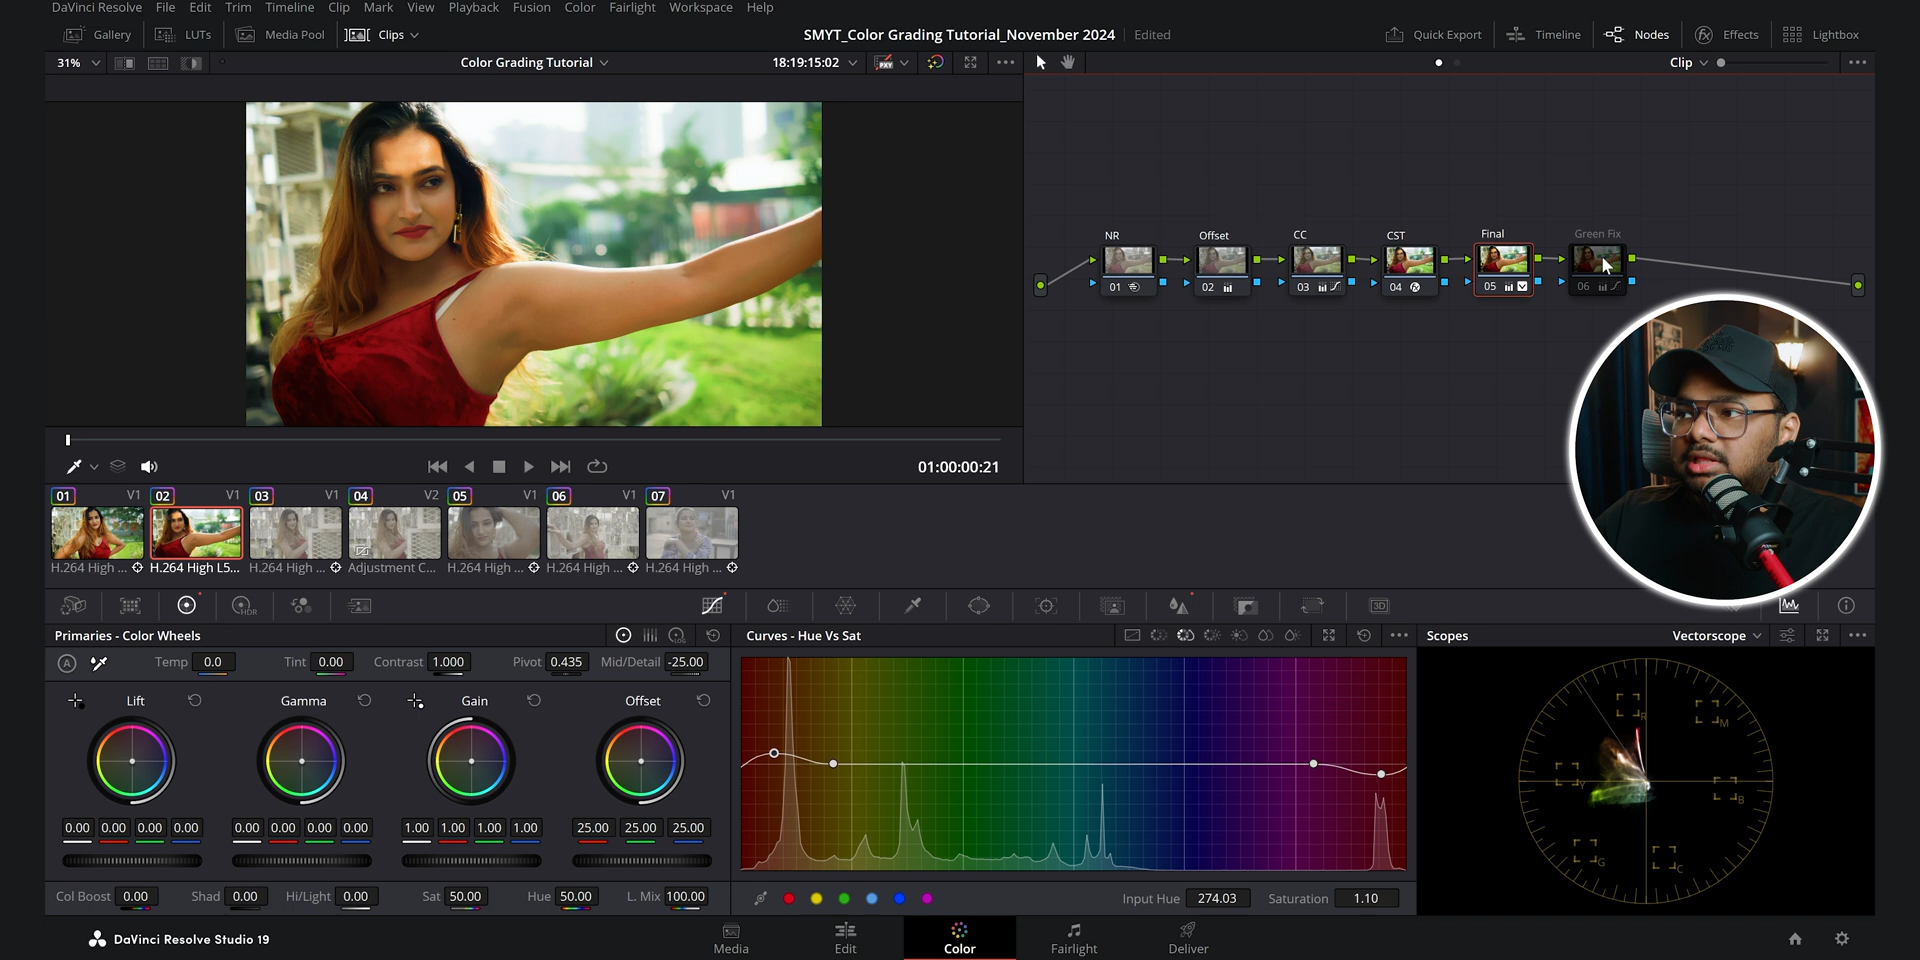 DaVinci Resolve File Edit Trim Timeline Clip Mark View Playback Fusion Color Fairlight Workspace Help
Gallery LUTs Media Pool Clips SMYT_Color Grading Tutorial_November 2024 Edited Quick Export Timeline Nodes Effects Lightbox
31% Color Grading Tutorial 18:19:15:02 Clip
NR Offset CC CST Final Green Fix
01 02 03 04 05 06
01:00:00:21
01 V1 02 V1 03 V1 04 V2 05 V1 06 V1 07 V1
H.264 High ... H.264 High L5... H.264 High ... Adjustment C... H.264 High ... H.264 High ... H.264 High ...
HDR 3D
Primaries - Color Wheels Curves - Hue Vs Sat Scopes Vectorscope
A Temp 0.0 Tint 0.00 Contrast 1.000 Pivot 0.435 Mid/Detail -25.00
Lift Gamma Gain Offset
R M
Y B
G C
0.00 0.00 0.00 0.00 0.00 0.00 0.00 0.00 1.00 1.00 1.00 1.00 25.00 25.00 25.00
Col Boost 0.00 Shad 0.00 Hi/Light 0.00 Sat 50.00 Hue 50.00 L. Mix 100.00 Input Hue 274.03 Saturation 1.10
DaVinci Resolve Studio 19 Media Edit Color Fairlight Deliver